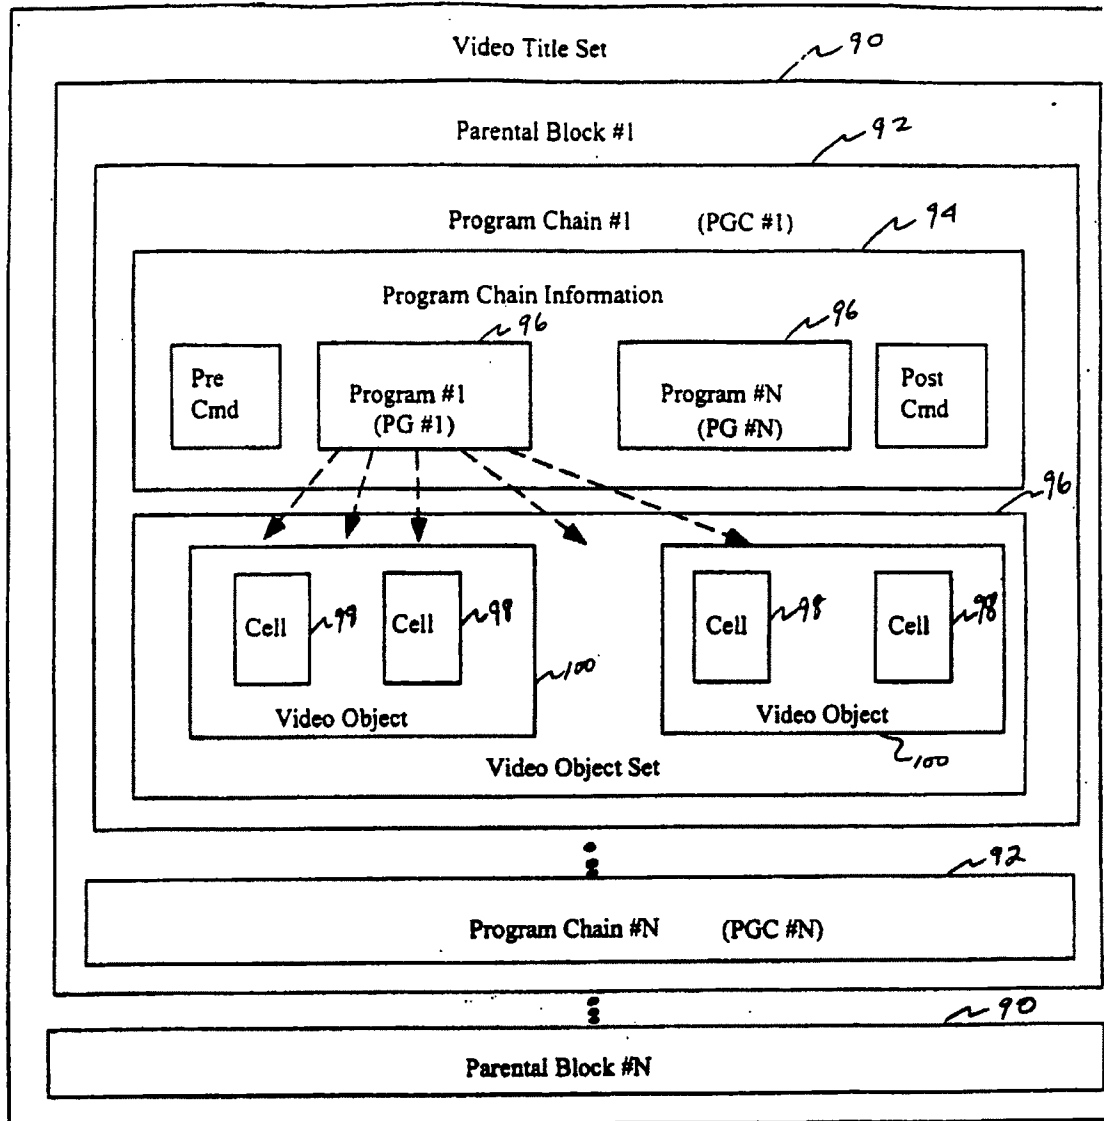 Video Title Set
90
Parental Block #1
92
Program Chain #1 (PGC #1)
94
Program Chain Information
96
96
Pre
Cmd
Program #1
(PG #1)
Program #N
(PG #N)
Post
Cmd
96
Cell
98
Cell
98
Cell
98
Cell
98
100
Video Object
Video Object
100
Video Object Set
92
Program Chain #N (PGC #N)
90
Parental Block #N